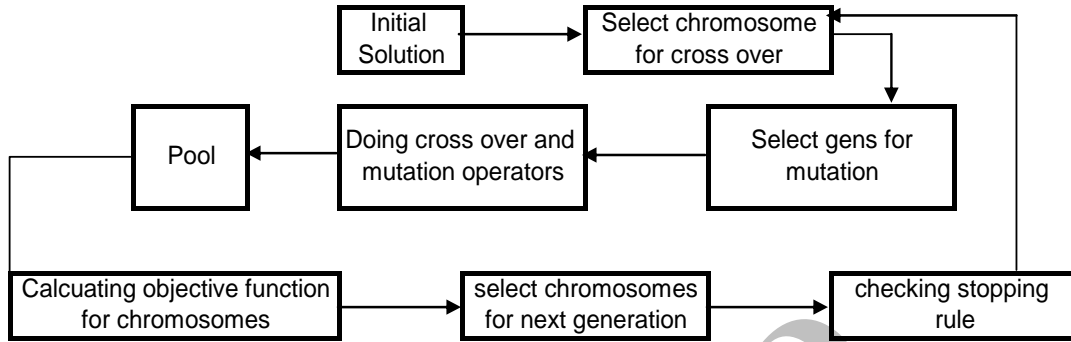 Initial
Solution
Select chromosome
for cross over
Select gens for
mutation
Doing cross over and
mutation operators
Pool
Calcuating objective function
for chromosomes
select chromosomes
for next generation
checking stopping
rule